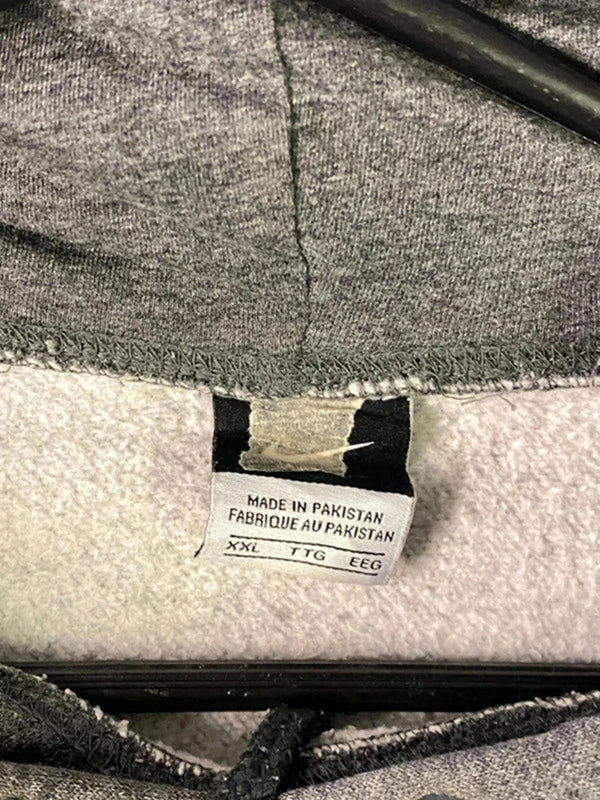 MADE IN PAKISTAN
FABRIQUE AU PAKISTAN
XXL TTG EEG